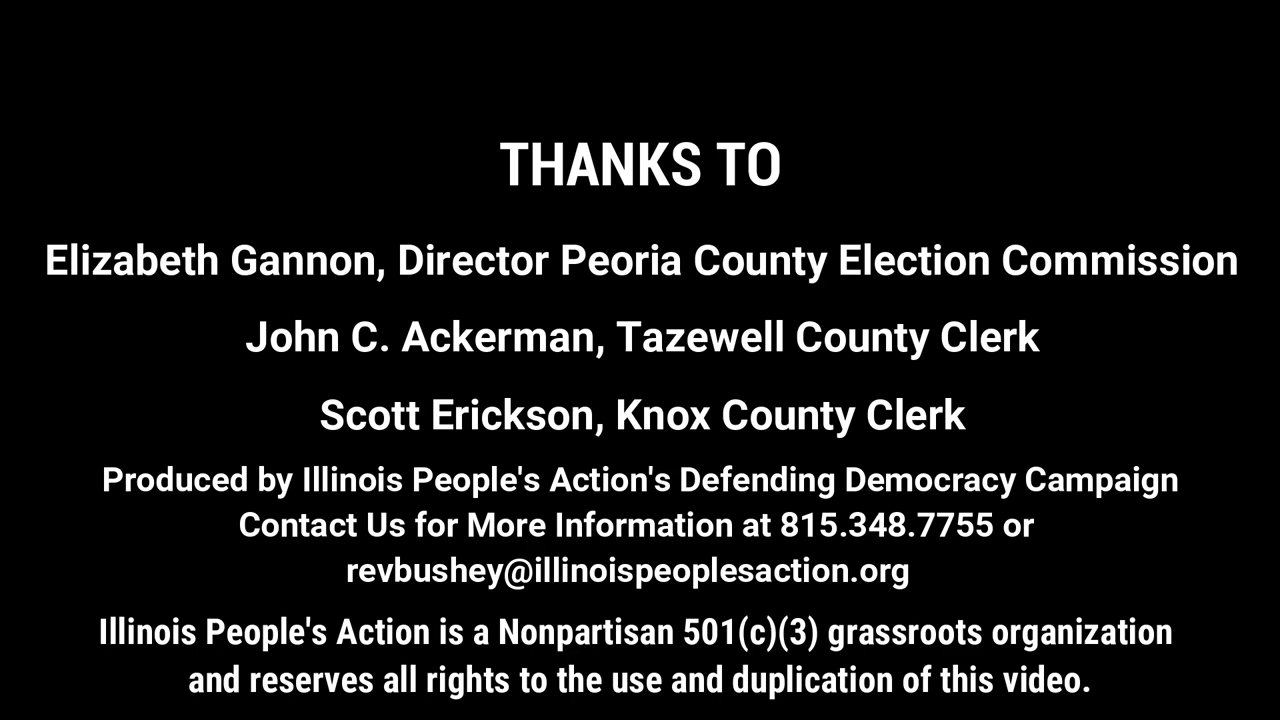 THANKS TO
Elizabeth Gannon, Director Peoria County Election Commission
John C. Ackerman, Tazewell County Clerk
Scott Erickson, Knox County Clerk
Produced by Illinois People's Action's Defending Democracy Campaign
Contact Us for More Information at 815.348.7755 or
revbushey@illinoispeoplesaction.org
Illinois People's Action is a Nonpartisan 501(c)(3) grassroots organization
and reserves all rights to the use and duplication of this video.